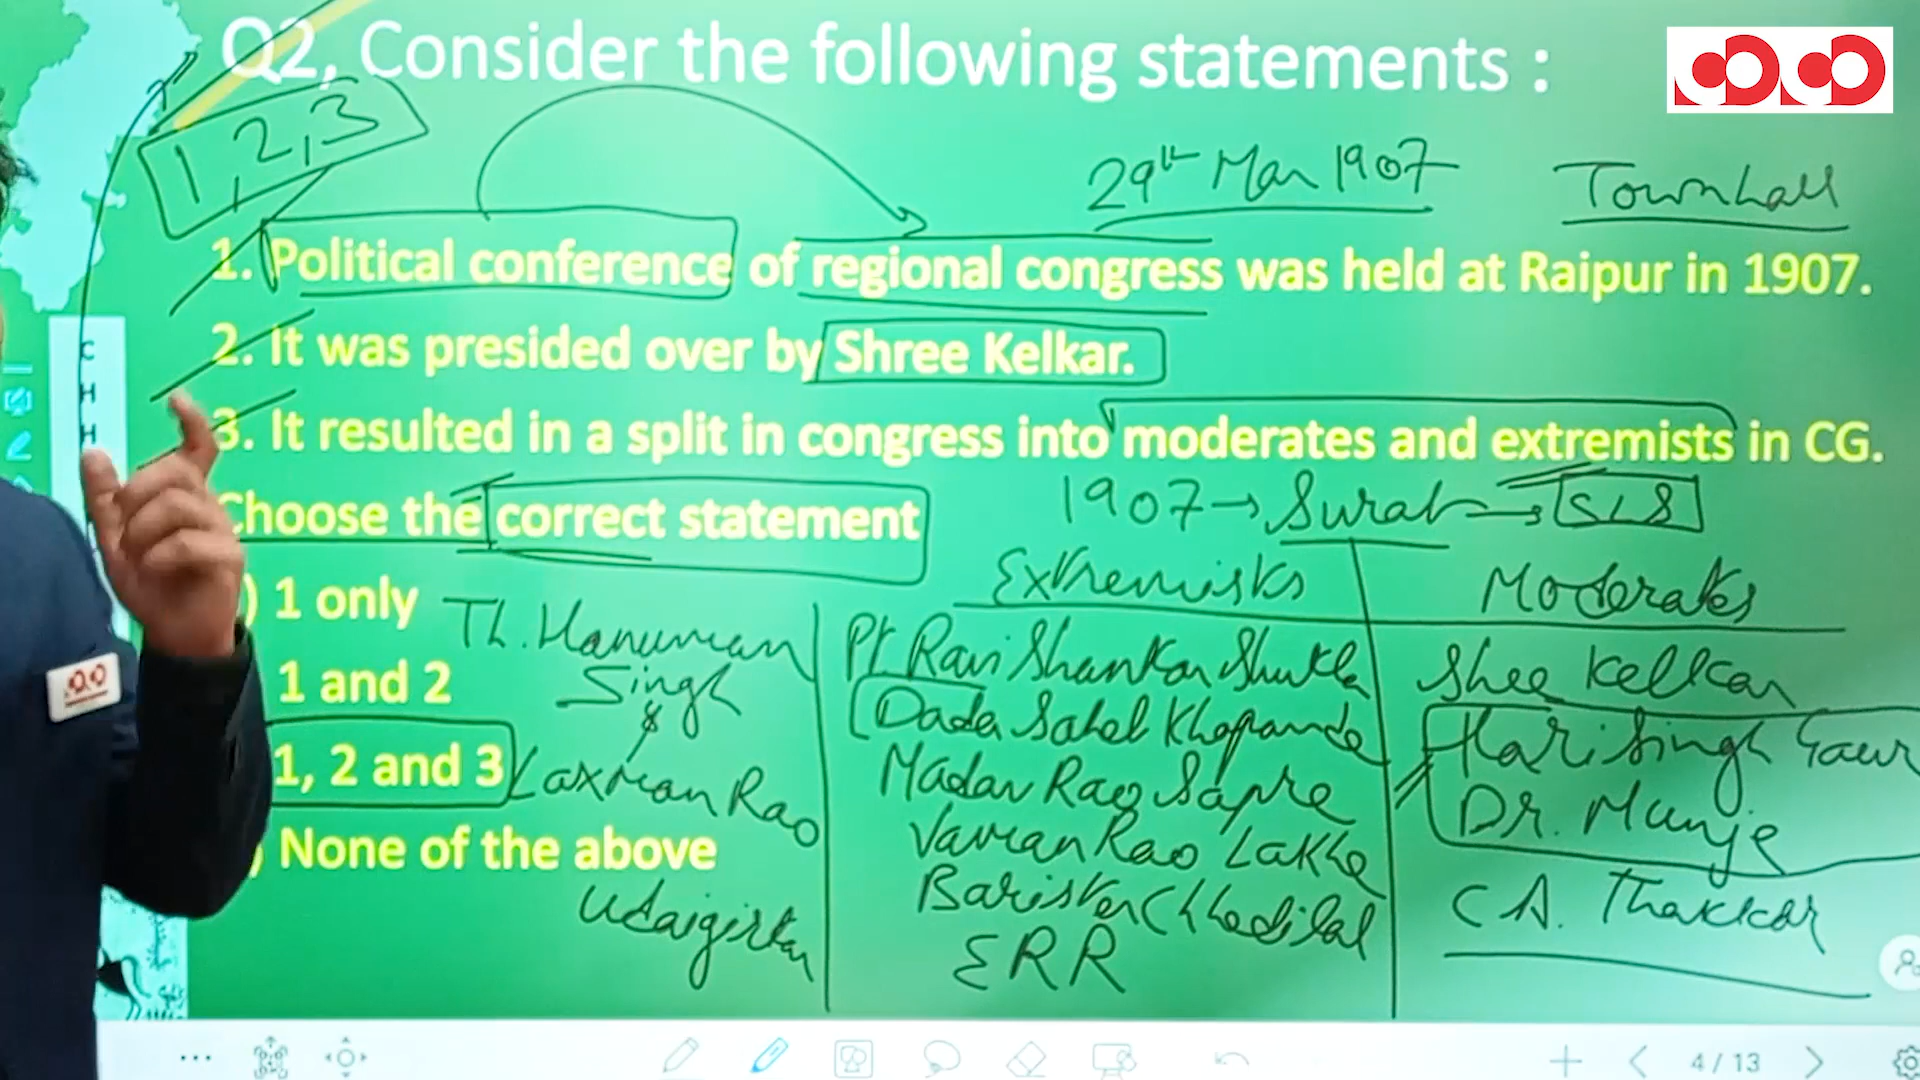 Q2, Consider the following statements :
1,2,3
29th Mar 1907 Townhall
1. Political conference of regional congress was held at Raipur in 1907.
2. It was presided over by Shree Kelkar.
3. It resulted in a split in congress into moderates and extremists in CG.
Choose the correct statement
1907 → Surat → SLS
Extremists Moderates
) 1 only
1 and 2
1, 2 and 3
) None of the above
Th. Hanuman
Singh
&
Laxman Rao
Udaigirkar
Pt Ravi Shankar Shukla
Dada Sahel Khaparde
Madav Rao Sapre
Vaman Rao Lakhe
Barister Chhedilal
ERR
Shee Kelkar
Hari Singh Gaur
Dr. Munje
C A. Thakkar
C
H
H
4 / 13